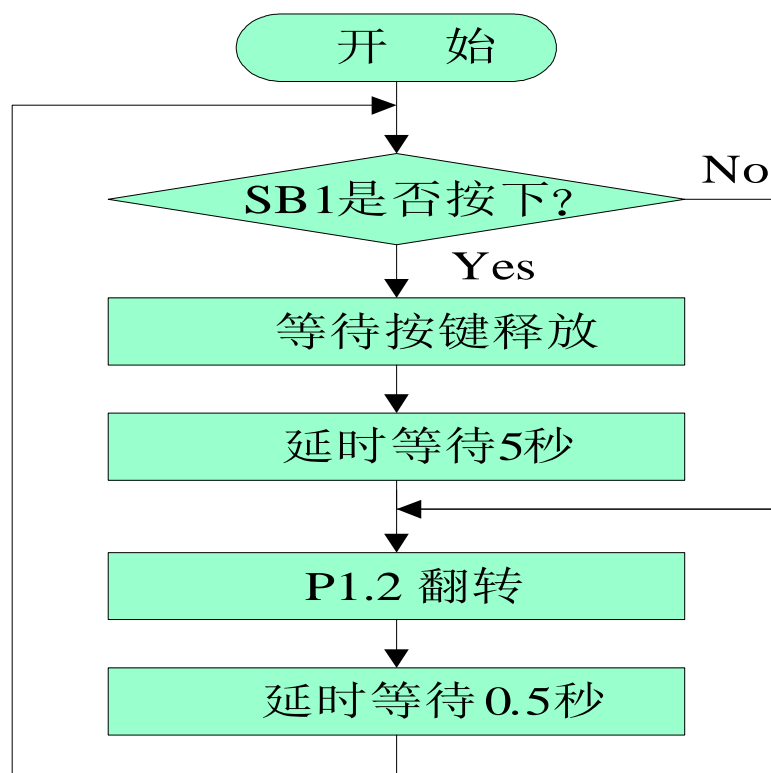 开 始
No
SB1是否按下?
Yes
等待按键释放
延时等待5秒
P1.2 翻转
延时等待0.5秒